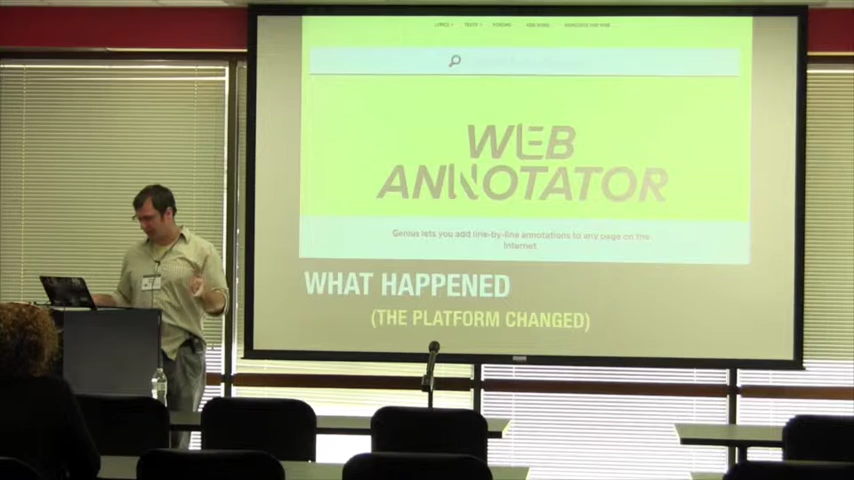 WEB
ANNOTATOR
Genius lets you add line-by-line annotations to any page on the
Internet
WHAT HAPPENED
(THE PLATFORM CHANGED)